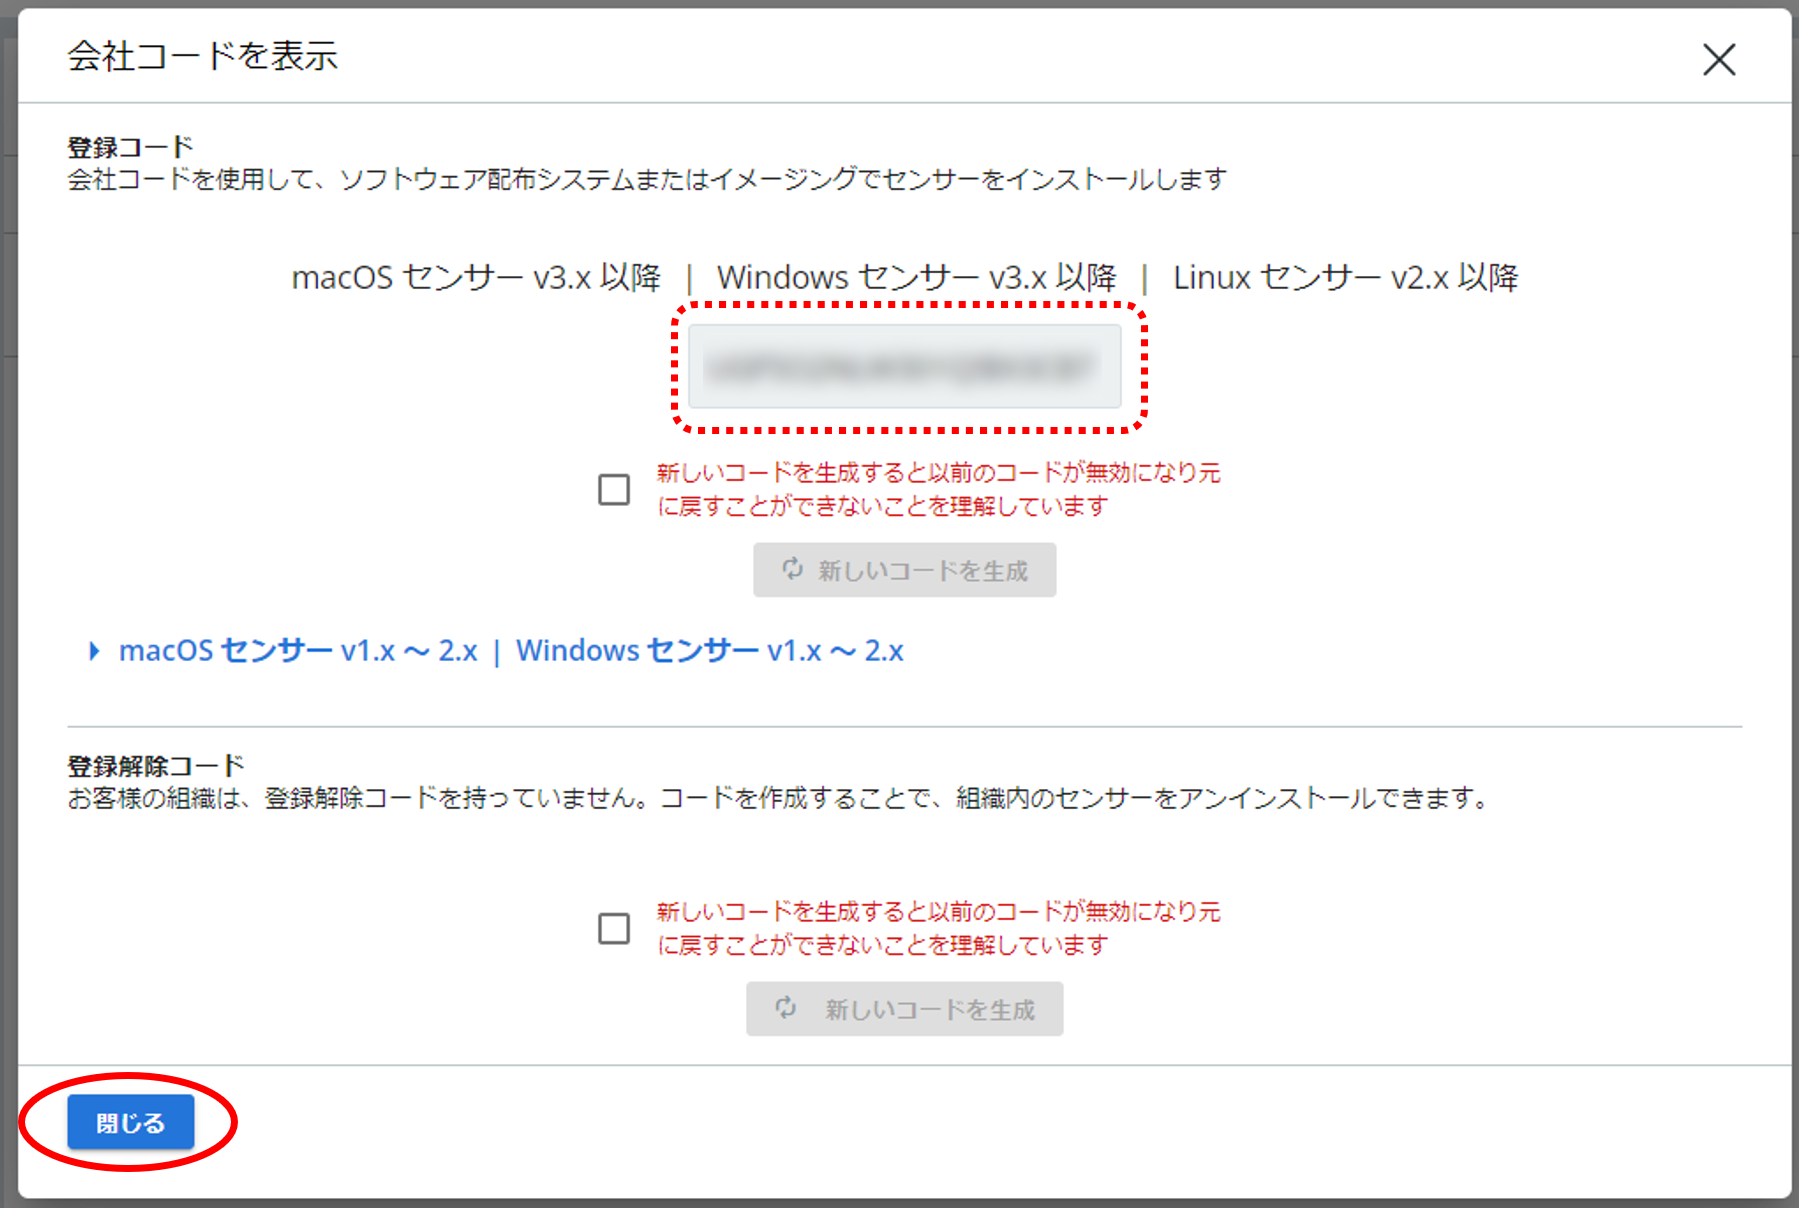 会社コードを表示
登録コード
会社コードを使用して、ソフトウェア配布システムまたはイメージングでセンサーをインストールします
macOS センサー v3.x 以降 | Windows センサー v3.x 以降 | Linux センサー v2.x 以降
新しいコードを生成すると以前のコードが無効になり元
に戻すことができないことを理解しています
新しいコードを生成
macOS センサー v1.x ～ 2.x | Windows センサー v1.x ～ 2.x
登録解除コード
お客様の組織は、登録解除コードを持っていません。コードを作成することで、組織内のセンサーをアンインストールできます。
新しいコードを生成すると以前のコードが無効になり元
に戻すことができないことを理解しています
新しいコードを生成
閉じる